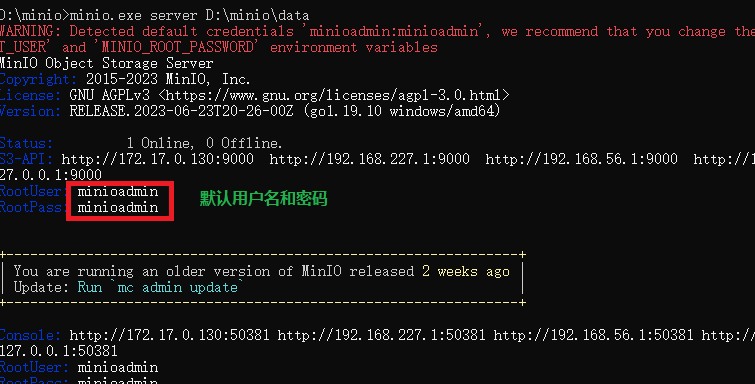 D:\minio>minio.exe server D:\minio\data
WARNING: Detected default credentials 'minioadmin:minioadmin', we recommend that you change the
T_USER' and 'MINIO_ROOT_PASSWORD' environment variables
MinIO Object Storage Server
Copyright: 2015-2023 MinIO, Inc.
License: GNU AGPLv3 <https://www.gnu.org/licenses/agpl-3.0.html>
Version: RELEASE.2023-06-23T20-26-00Z (go1.19.10 windows/amd64)
Status: 1 Online, 0 Offline.
S3-API: http://172.17.0.130:9000 http://192.168.227.1:9000 http://192.168.56.1:9000 http://
27.0.0.1:9000
RootUser: minioadmin
RootPass: minioadmin
默认用户名和密码
You are running an older version of MinIO released 2 weeks ago
Update: Run `mc admin update`
Console: http://172.17.0.130:50381 http://192.168.227.1:50381 http://192.168.56.1:50381 http://
127.0.0.1:50381
RootUser: minioadmin
RootPass: minioadmin